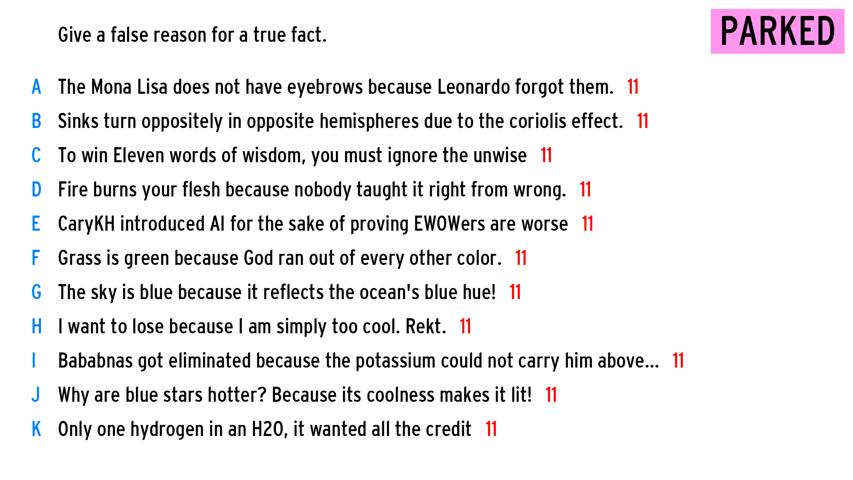 Give a false reason for a true fact.
PARKED
A The Mona Lisa does not have eyebrows because Leonardo forgot them. 11
B Sinks turn oppositely in opposite hemispheres due to the coriolis effect. 11
C To win Eleven words of wisdom, you must ignore the unwise 11
D Fire burns your flesh because nobody taught it right from wrong. 11
E CaryKH introduced AI for the sake of proving EWOWers are worse 11
F Grass is green because God ran out of every other color. 11
G The sky is blue because it reflects the ocean's blue hue! 11
H I want to lose because I am simply too cool. Rekt. 11
I Bababnas got eliminated because the potassium could not carry him above... 11
J Why are blue stars hotter? Because its coolness makes it lit! 11
K Only one hydrogen in an H2O, it wanted all the credit 11